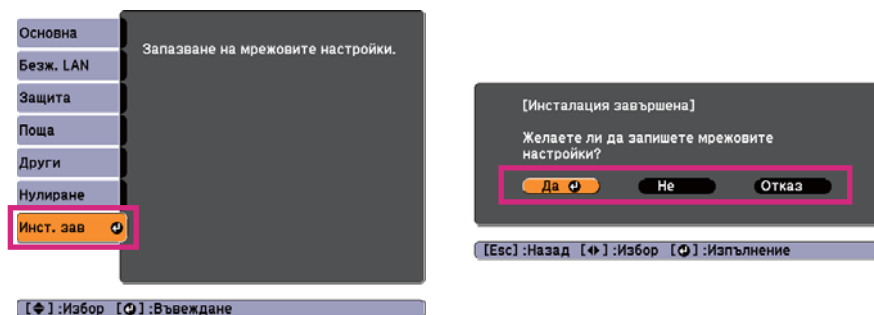 Основна
Безж. LAN
Защита
Поща
Други
Нулиране
Инст. зав
Запазване на мрежовите настройки.
[◆] :Избор [⏎] :Въвеждане
[Инсталация завършена]
Желаете ли да запишете мрежовите
настройки?
Да Не Отказ
[Esc] :Назад [◆] :Избор [⏎] :Изпълнение